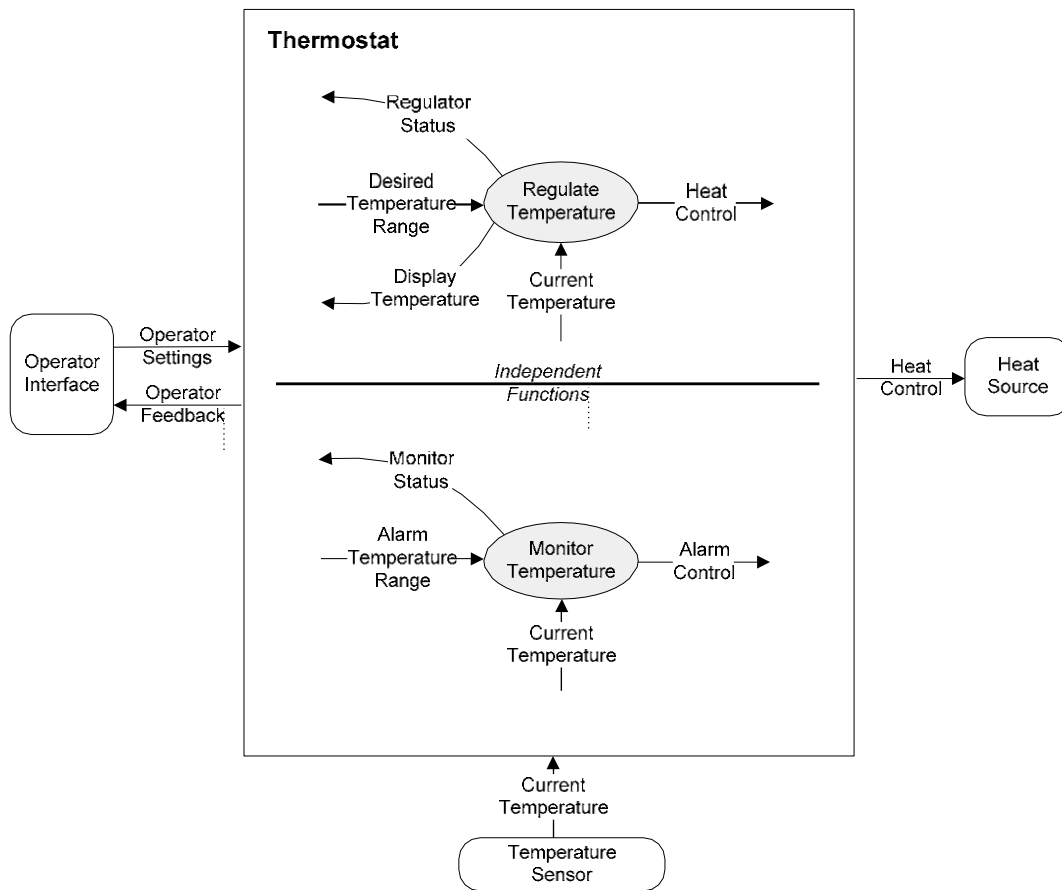 Thermostat
Regulator
Status
Desired
Temperature
Range
Regulate
Temperature
Heat
Control
Display
Temperature
Current
Temperature
Operator
Interface
Operator
Settings
Operator
Feedback
Independent
Functions
Heat
Control
Heat
Source
Monitor
Status
Alarm
Temperature
Range
Monitor
Temperature
Alarm
Control
Current
Temperature
Current
Temperature
Temperature
Sensor